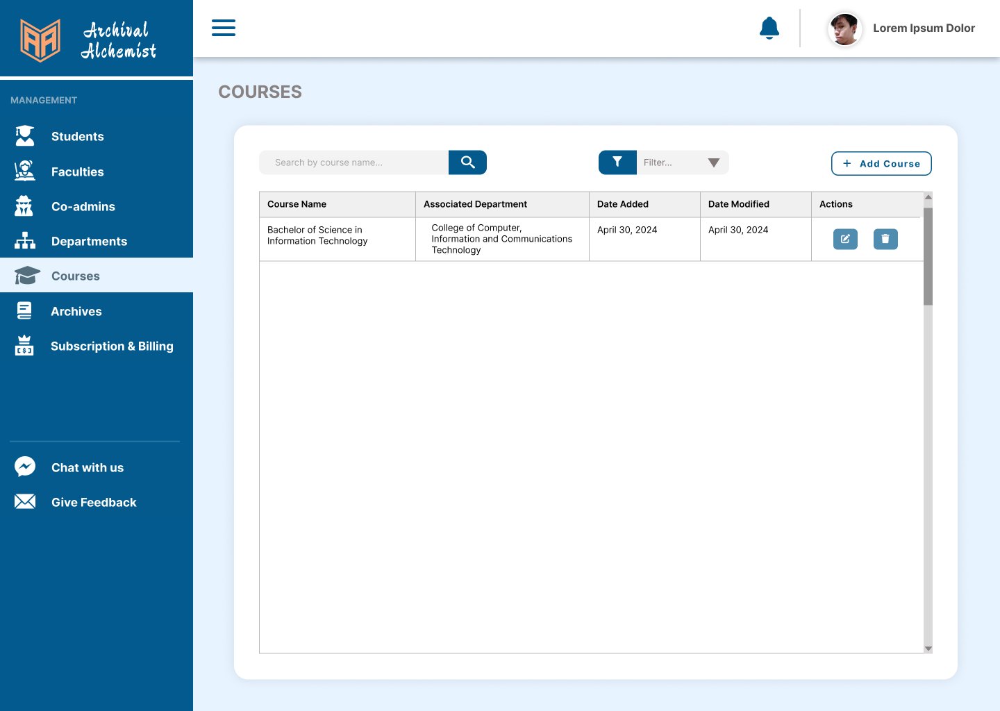 Archival
Alchemist
Lorem Ipsum Dolor
MANAGEMENT
Students
Faculties
Co-admins
Departments
Courses
Archives
Subscription & Billing
Chat with us
Give Feedback
COURSES
Search by course name...
Filter...
+ Add Course
Course Name
Associated Department
Date Added
Date Modified
Actions
Bachelor of Science in
Information Technology
College of Computer,
Information and Communications
Technology
April 30, 2024
April 30, 2024